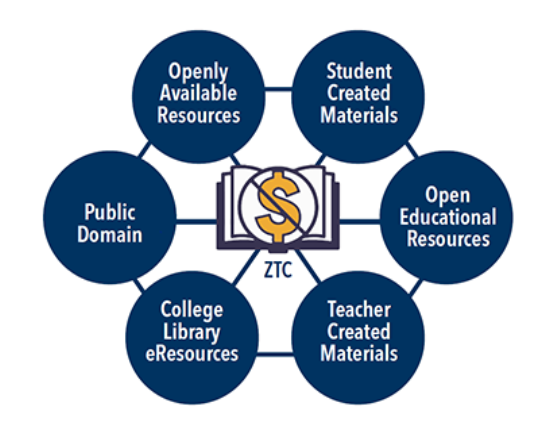 Openly
Available
Resources
Student
Created
Materials
Public
Domain
$
ZTC
Open
Educational
Resources
College
Library
eResources
Teacher
Created
Materials